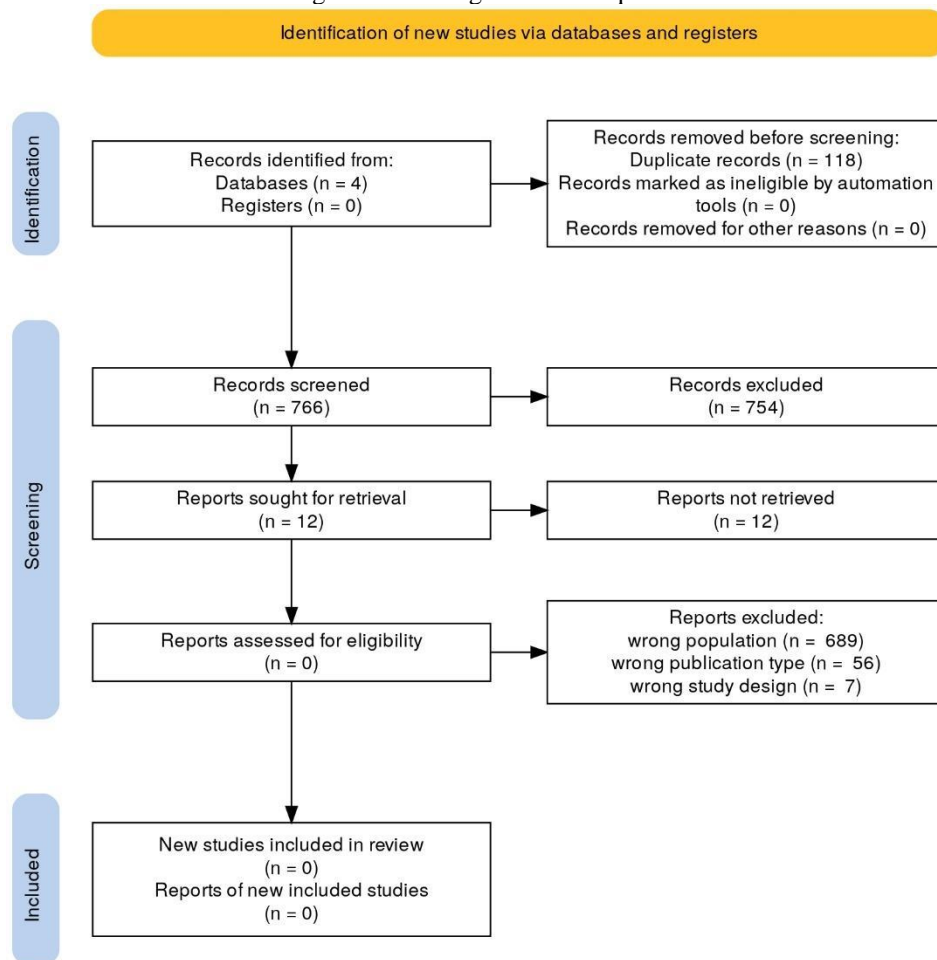 Identification of new studies via databases and registers
Identification
Records identified from:
Databases (n = 4)
Registers (n = 0)
Records removed before screening:
Duplicate records (n = 118)
Records marked as ineligible by automation
tools (n = 0)
Records removed for other reasons (n = 0)
Screening
Records screened
(n = 766)
Records excluded
(n = 754)
Reports sought for retrieval
(n = 12)
Reports not retrieved
(n = 12)
Reports assessed for eligibility
(n = 0)
Reports excluded:
wrong population (n = 689)
wrong publication type (n = 56)
wrong study design (n = 7)
Included
New studies included in review
(n = 0)
Reports of new included studies
(n = 0)